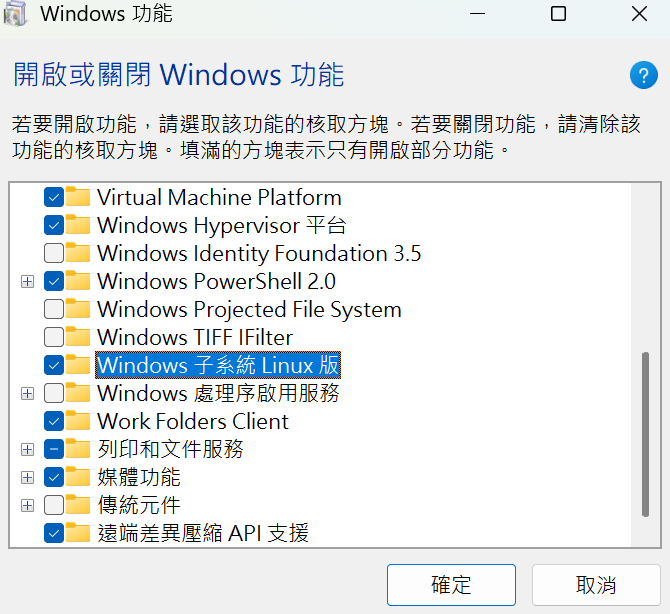 Windows 功能
開啟或關閉 Windows 功能
?
若要開啟功能，請選取該功能的核取方塊。若要關閉功能，請清除該
功能的核取方塊。填滿的方塊表示只有開啟部分功能。
Virtual Machine Platform
Windows Hypervisor 平台
Windows Identity Foundation 3.5
Windows PowerShell 2.0
Windows Projected File System
Windows TIFF IFilter
Windows 子系統 Linux 版
Windows 處理序啟用服務
Work Folders Client
列印和文件服務
媒體功能
傳統元件
遠端差異壓縮 API 支援
確定
取消